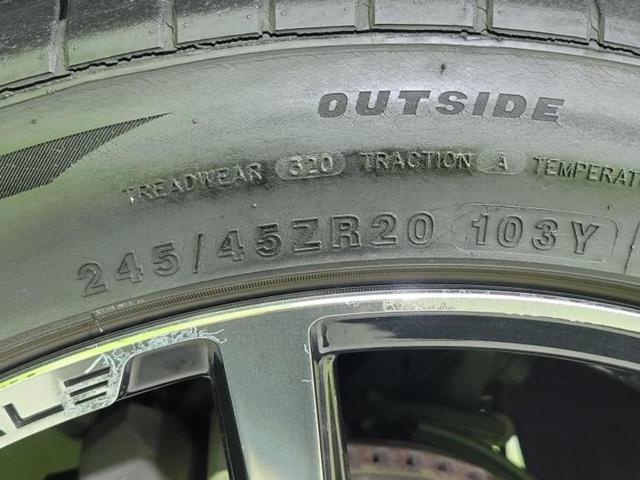 OUTSIDE
TREADWEAR 320 TRACTION A TEMPERAT
245/45ZR20 103Y